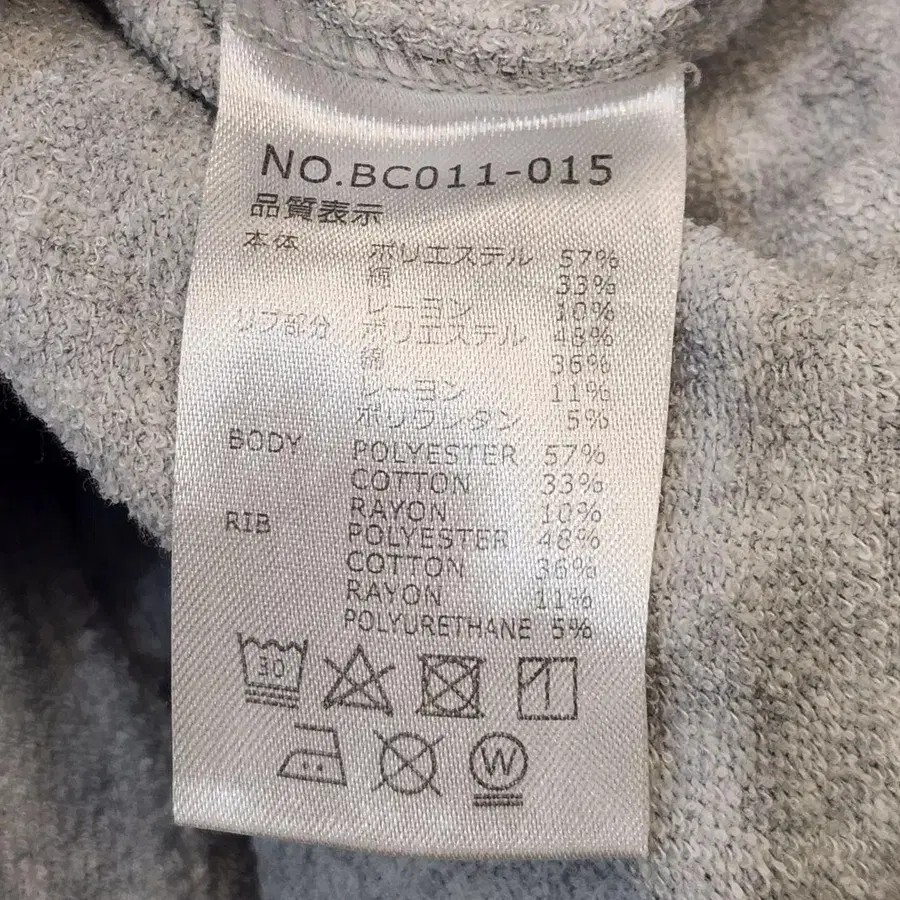 NO.BC011-015
品質表示
本体 ポリエステル 57%
綿 33%
レーヨン 10%
リブ部分 ポリエステル 48%
綿 36%
レーヨン 11%
ポリウレタン 5%
BODY POLYESTER 57%
COTTON 33%
RAYON 10%
RIB POLYESTER 48%
COTTON 36%
RAYON 11%
POLYURETHANE 5%
30
W